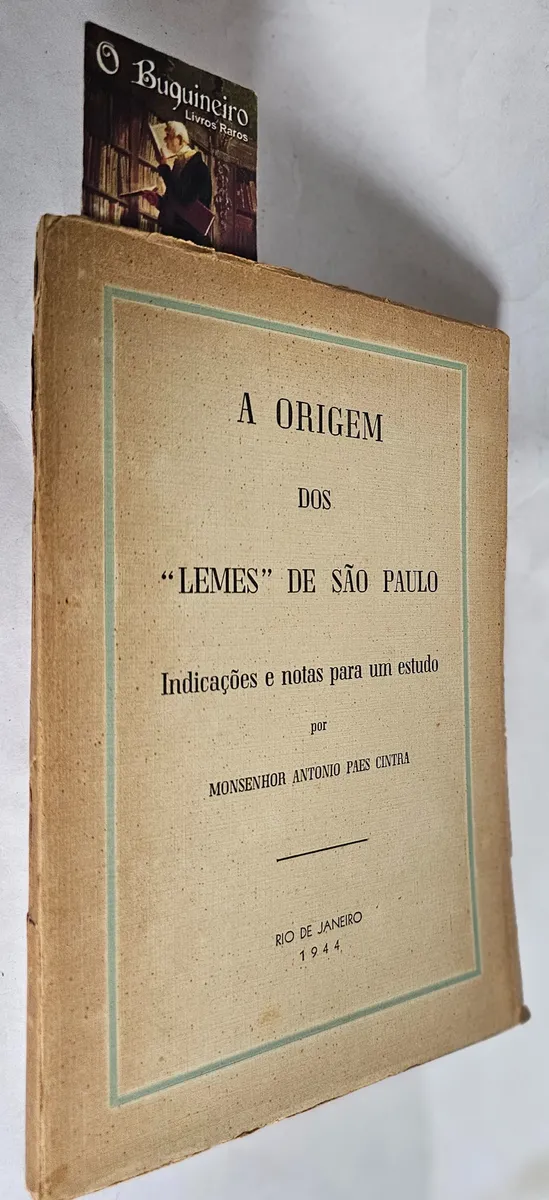 O Buquineiro
Livros Raros
A ORIGEM
DOS
“LEMES” DE SÃO PAULO
Indicações e notas para um estudo
por
MONSENHOR ANTONIO PAES CINTRA
RIO DE JANEIRO
1944